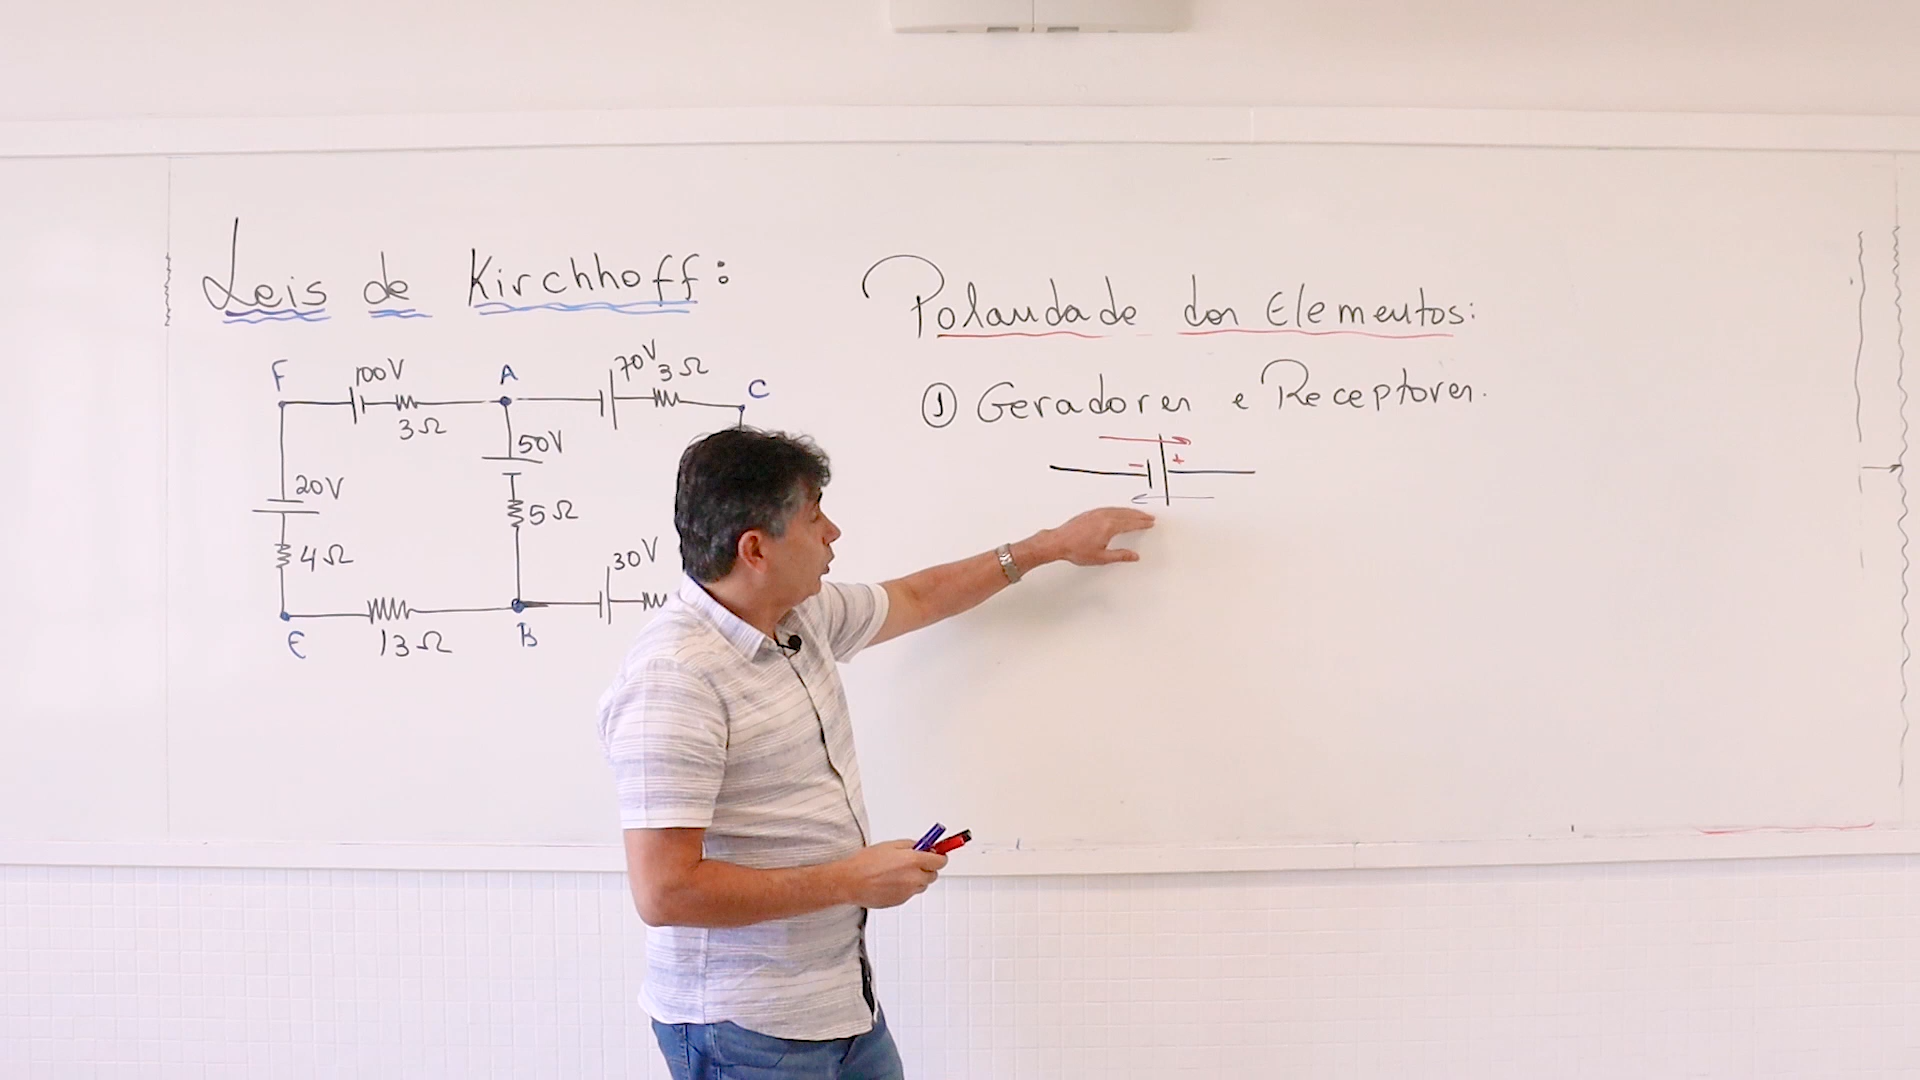 Leis de Kirchhoff:
F 100V A 70V 3Ω C
3Ω
50V
20V
5Ω
4Ω
30V
E 13Ω B
Polaridade dos Elementos:
① Geradores e Receptores.
- +